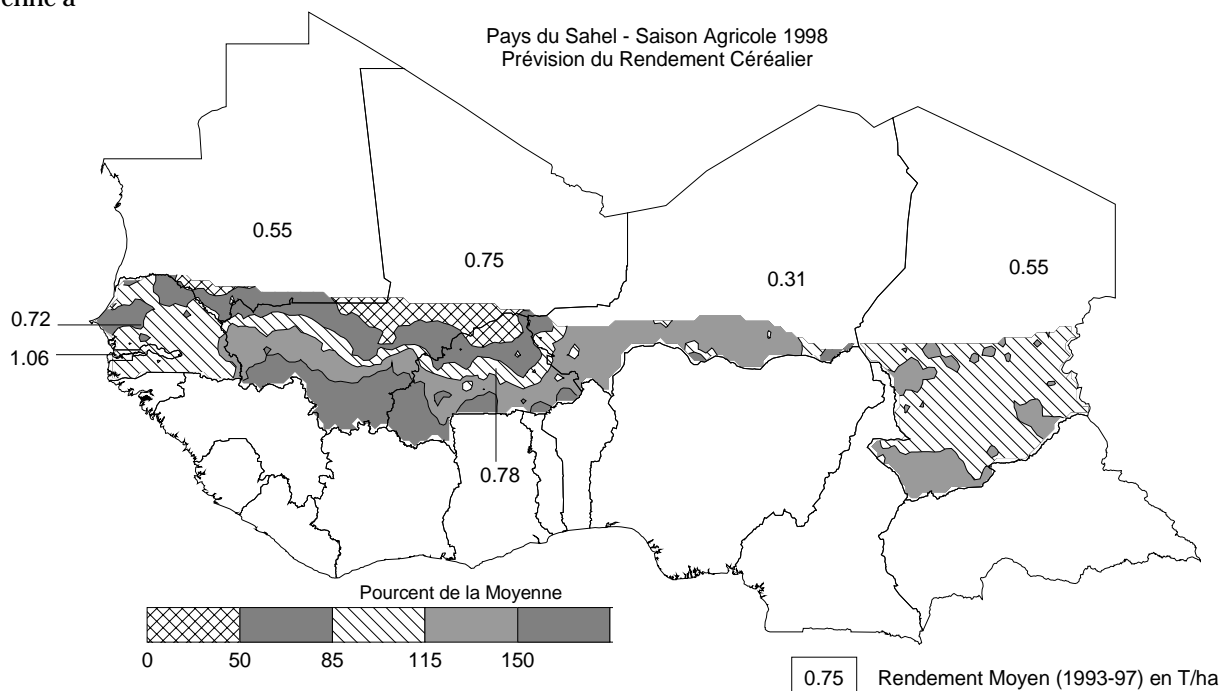 enne a
Pays du Sahel - Saison Agricole 1998
Prévision du Rendement Céréalier
0.55
0.75
0.31
0.55
0.72
1.06
0.78
Pourcent de la Moyenne
0 50 85 115 150
0.75 Rendement Moyen (1993-97) en T/ha